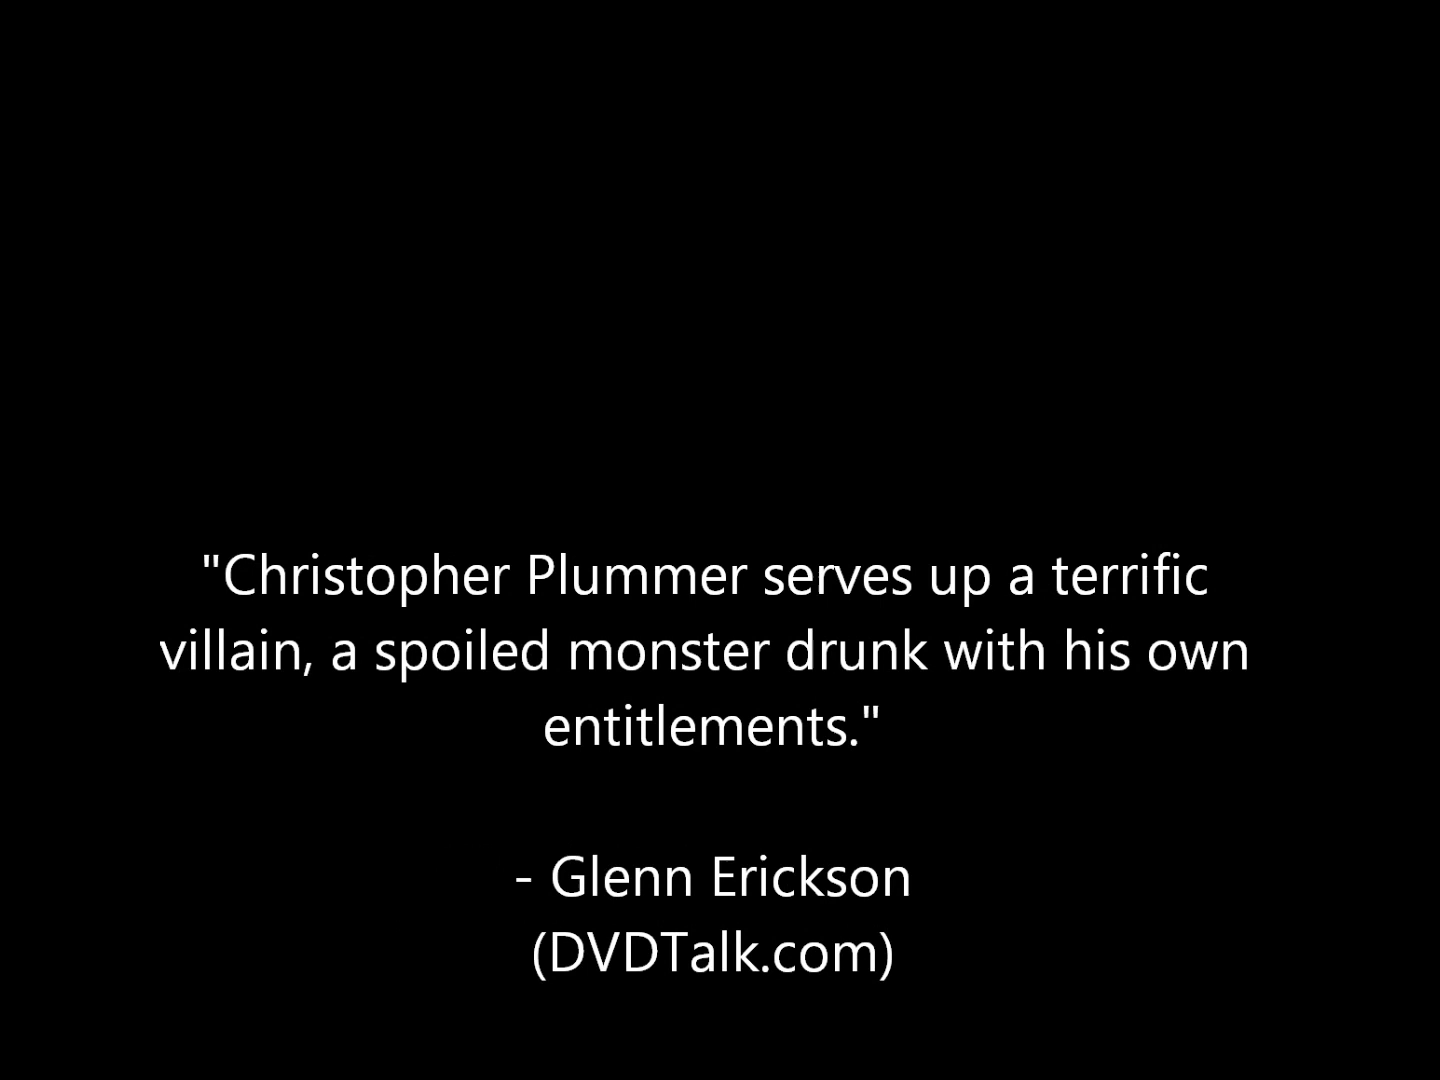 "Christopher Plummer serves up a terrific
villain, a spoiled monster drunk with his own
entitlements."
- Glenn Erickson
(DVDTalk.com)